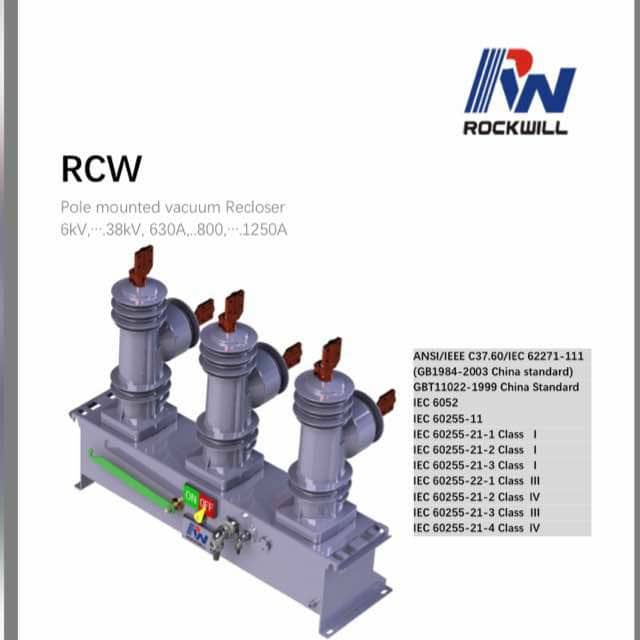 RW
ROCKWILL
RCW
Pole mounted vacuum Recloser
6kV,···.38kV, 630A,..800,···.1250A
ANSI/IEEE C37.60/IEC 62271-111
(GB1984-2003 China standard)
GBT11022-1999 China Standard
IEC 6052
IEC 60255-11
IEC 60255-21-1 Class I
IEC 60255-21-2 Class I
IEC 60255-21-3 Class I
IEC 60255-22-1 Class III
IEC 60255-21-2 Class IV
IEC 60255-21-3 Class III
IEC 60255-21-4 Class IV
ON OFF
RW